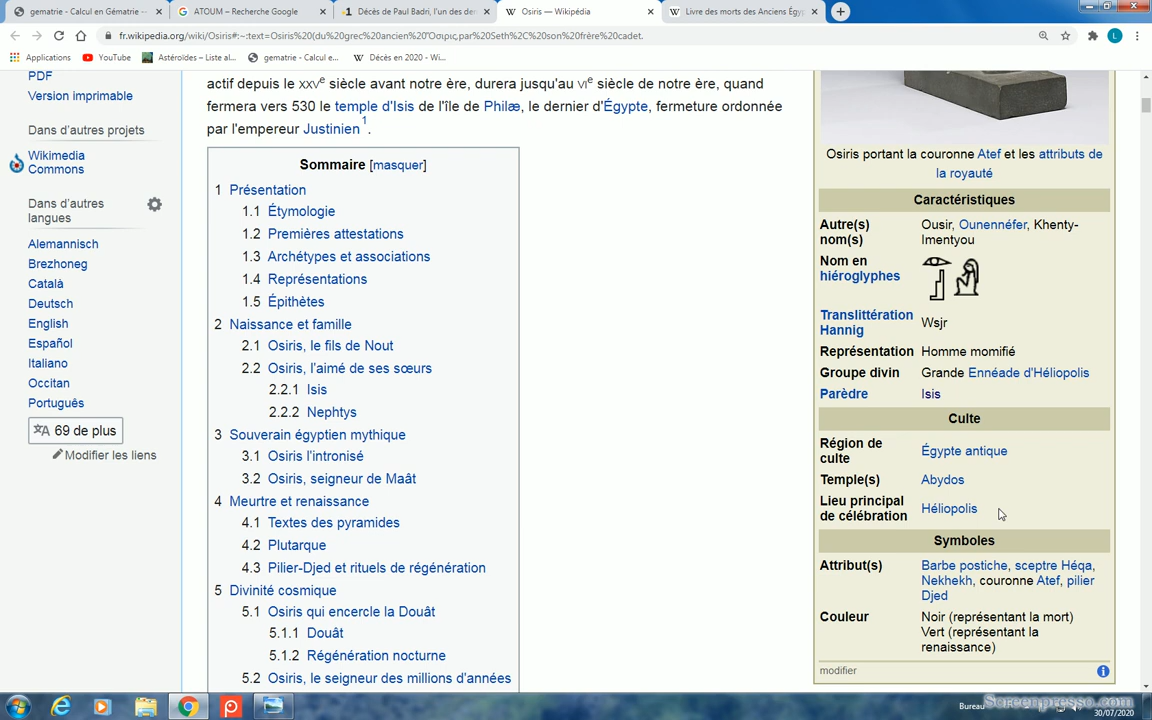 gematrie - Calcul en Gématrie -
ATOUM – Recherche Google
Décès de Paul Badri, l'un des der
Osiris — Wikipédia
Livre des morts des Anciens Égyp
fr.wikipedia.org/wiki/Osiris#:~:text=Osiris%20(du%20grec%20ancien%20"Οσιρις,par%20Seth%2C%20son%20frère%20cadet.
Applications
YouTube
Astéroïdes – Liste al...
gematrie - Calcul e...
Décès en 2020 - Wi...
PDF
Version imprimable
Dans d'autres projets
Wikimedia
Commons
Dans d'autres
langues
Alemannisch
Brezhoneg
Català
Deutsch
English
Español
Italiano
Occitan
Português
69 de plus
Modifier les liens
actif depuis le XXVe siècle avant notre ère, durera jusqu'au VIe siècle de notre ère, quand
fermera vers 530 le temple d'Isis de l'île de Philæ, le dernier d'Égypte, fermeture ordonnée
par l'empereur Justinien1.
Sommaire [masquer]
1 Présentation
1.1 Étymologie
1.2 Premières attestations
1.3 Archétypes et associations
1.4 Représentations
1.5 Épithètes
2 Naissance et famille
2.1 Osiris, le fils de Nout
2.2 Osiris, l'aimé de ses sœurs
2.2.1 Isis
2.2.2 Nephtys
3 Souverain égyptien mythique
3.1 Osiris l'intronisé
3.2 Osiris, seigneur de Maât
4 Meurtre et renaissance
4.1 Textes des pyramides
4.2 Plutarque
4.3 Pilier-Djed et rituels de régénération
5 Divinité cosmique
5.1 Osiris qui encercle la Douât
5.1.1 Douât
5.1.2 Régénération nocturne
5.2 Osiris, le seigneur des millions d'années
Osiris portant la couronne Atef et les attributs de
la royauté
Caractéristiques
Autre(s) nom(s) Ousir, Ounennéfer, Khenty-
Imentyou
Nom en
hiéroglyphes
Translittération
Hannig Wsjr
Représentation Homme momifié
Groupe divin Grande Ennéade d'Héliopolis
Parèdre Isis
Culte
Région de
culte Égypte antique
Temple(s) Abydos
Lieu principal
de célébration Héliopolis
Symboles
Attribut(s) Barbe postiche, sceptre Héqa,
Nekhekh, couronne Atef, pilier
Djed
Couleur Noir (représentant la mort)
Vert (représentant la
renaissance)
modifier
Screenpresso.com
Bureau
30/07/2020